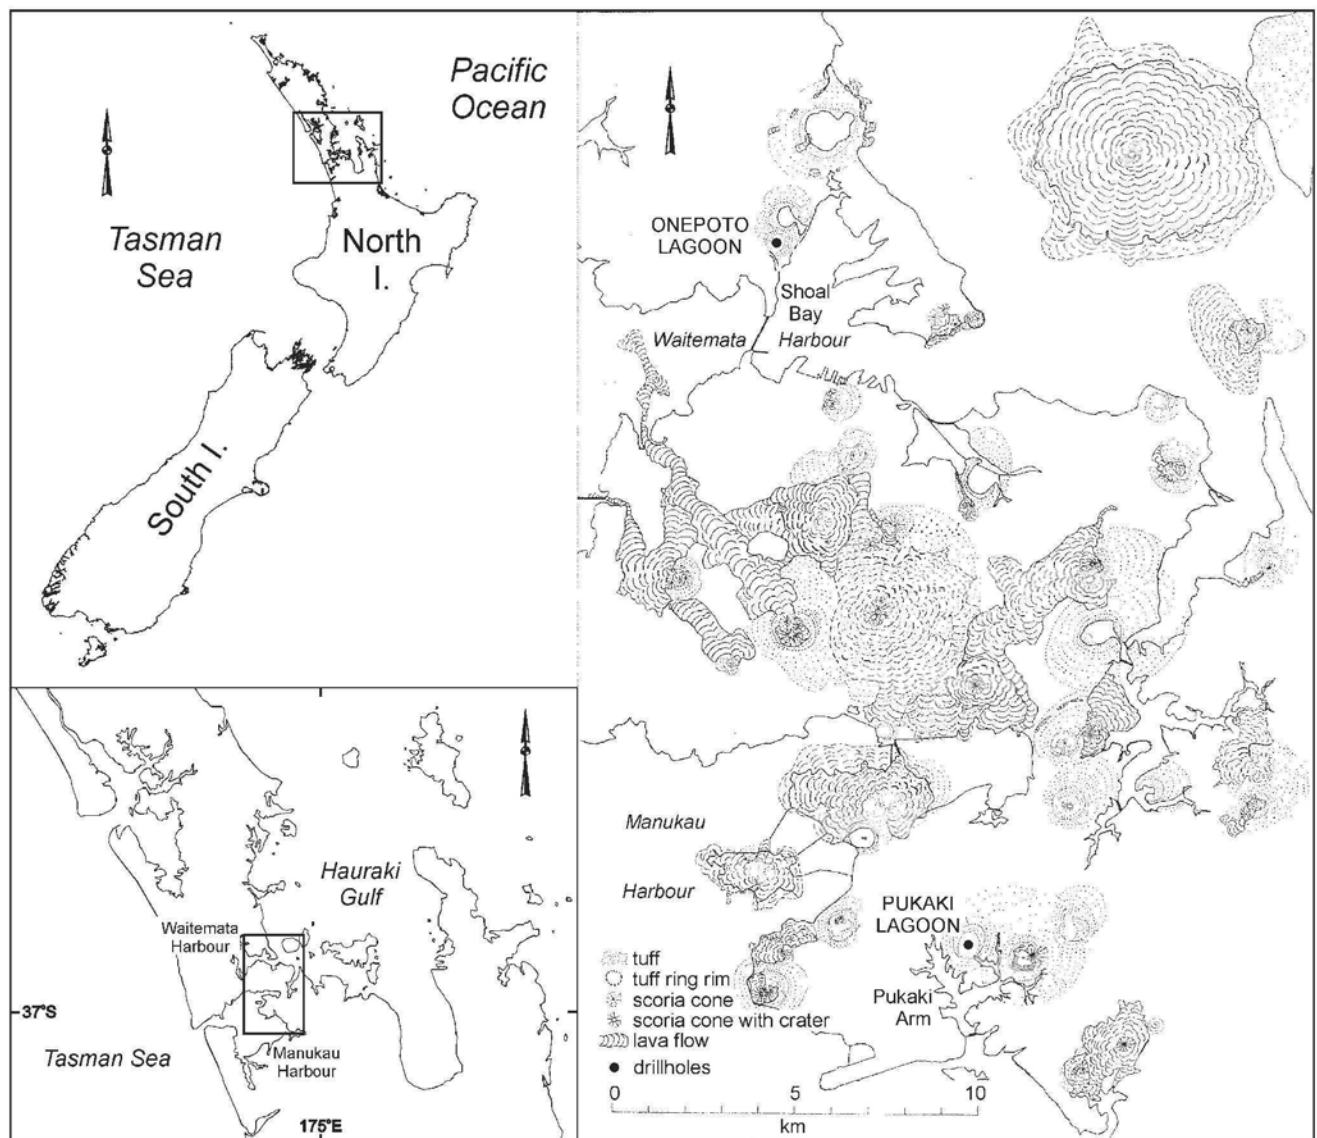 Pacific
Ocean
Tasman
Sea
North
I.
South I.
Hauraki
Gulf
Waitemata
Harbour
37°S
Tasman Sea
Manukau
Harbour
175°E
ONEPOTO
LAGOON
Shoal
Bay
Waitemata Harbour
Manukau
Harbour
PUKAKI
LAGOON
Pukaki
Arm
tuff
tuff ring rim
scoria cone
scoria cone with crater
lava flow
drillholes
0 5 10
km